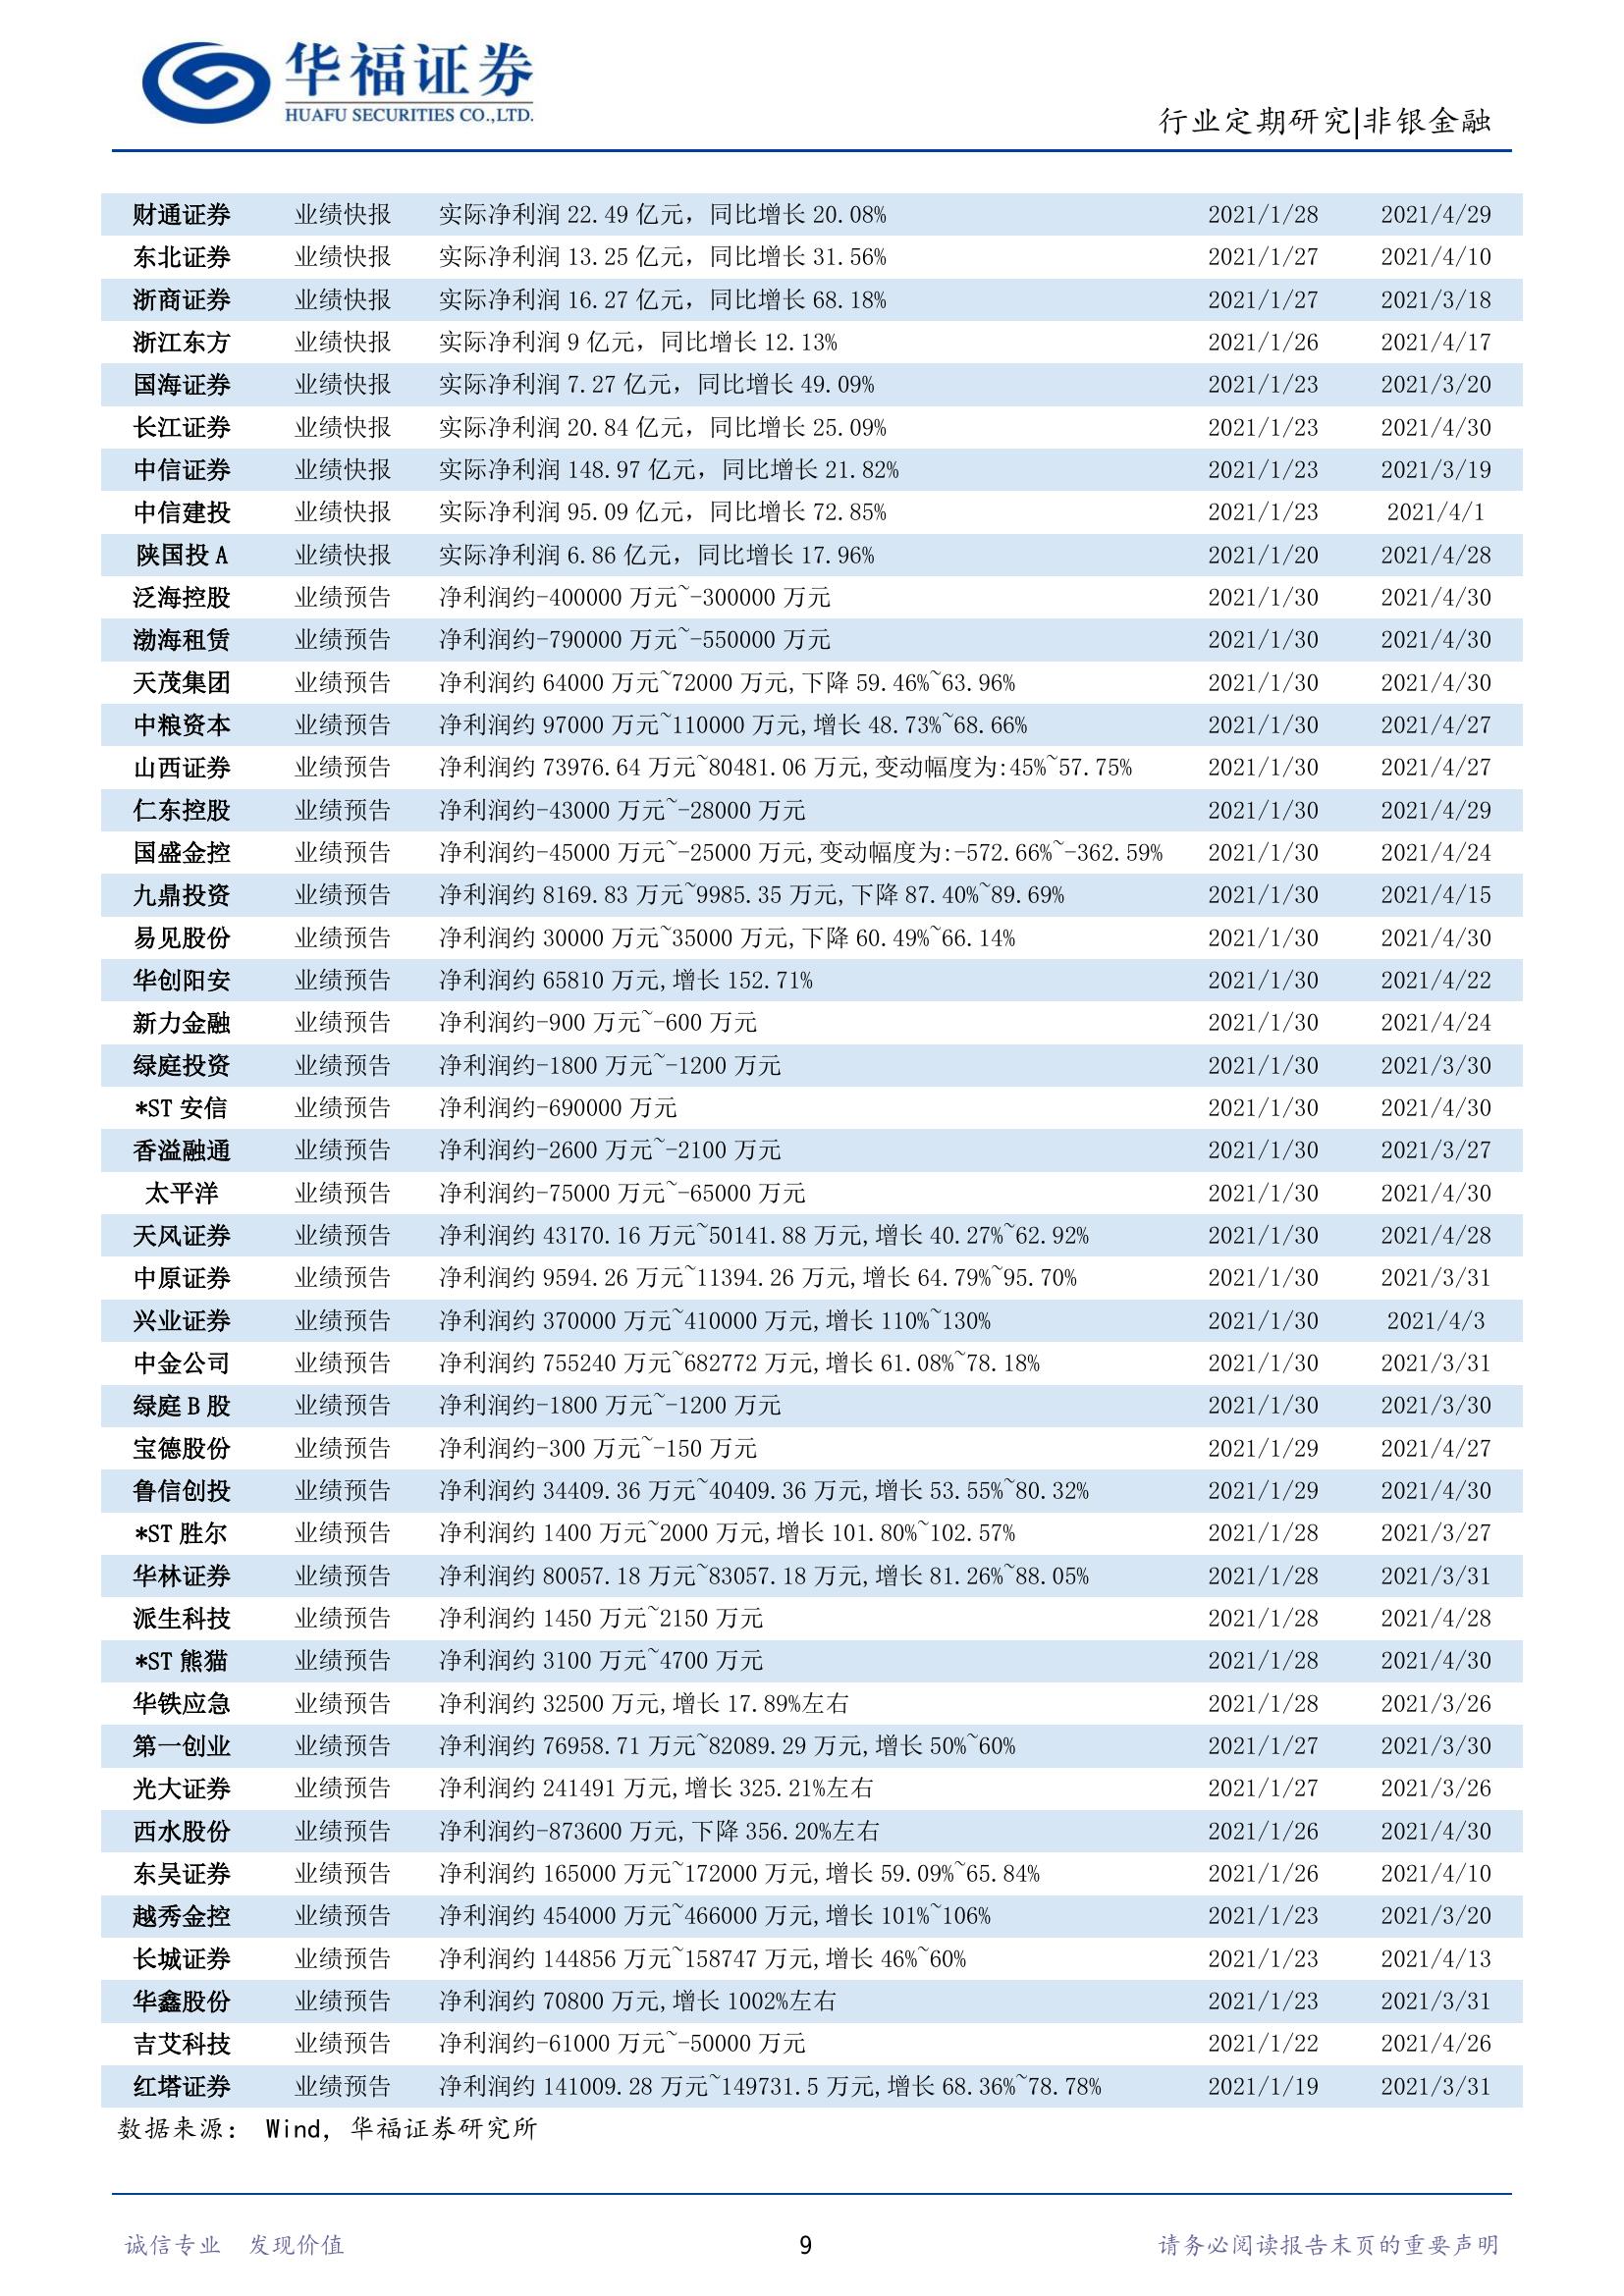 华福证券
HUAFU SECURITIES CO.,LTD.
行业定期研究|非银金融
财通证券 业绩快报 实际净利润 22.49 亿元，同比增长 20.08% 2021/1/28 2021/4/29
东北证券 业绩快报 实际净利润 13.25 亿元，同比增长 31.56% 2021/1/27 2021/4/10
浙商证券 业绩快报 实际净利润 16.27 亿元，同比增长 68.18% 2021/1/27 2021/3/18
浙江东方 业绩快报 实际净利润 9 亿元，同比增长 12.13% 2021/1/26 2021/4/17
国海证券 业绩快报 实际净利润 7.27 亿元，同比增长 49.09% 2021/1/23 2021/3/20
长江证券 业绩快报 实际净利润 20.84 亿元，同比增长 25.09% 2021/1/23 2021/4/30
中信证券 业绩快报 实际净利润 148.97 亿元，同比增长 21.82% 2021/1/23 2021/3/19
中信建投 业绩快报 实际净利润 95.09 亿元，同比增长 72.85% 2021/1/23 2021/4/1
陕国投 A 业绩快报 实际净利润 6.86 亿元，同比增长 17.96% 2021/1/20 2021/4/28
泛海控股 业绩预告 净利润约-400000 万元~-300000 万元 2021/1/30 2021/4/30
渤海租赁 业绩预告 净利润约-790000 万元~-550000 万元 2021/1/30 2021/4/30
天茂集团 业绩预告 净利润约 64000 万元~72000 万元,下降 59.46%~63.96% 2021/1/30 2021/4/30
中粮资本 业绩预告 净利润约 97000 万元~110000 万元,增长 48.73%~68.66% 2021/1/30 2021/4/27
山西证券 业绩预告 净利润约 73976.64 万元~80481.06 万元,变动幅度为:45%~57.75% 2021/1/30 2021/4/27
仁东控股 业绩预告 净利润约-43000 万元~-28000 万元 2021/1/30 2021/4/29
国盛金控 业绩预告 净利润约-45000 万元~-25000 万元,变动幅度为:-572.66%~-362.59% 2021/1/30 2021/4/24
九鼎投资 业绩预告 净利润约 8169.83 万元~9985.35 万元,下降 87.40%~89.69% 2021/1/30 2021/4/15
易见股份 业绩预告 净利润约 30000 万元~35000 万元,下降 60.49%~66.14% 2021/1/30 2021/4/30
华创阳安 业绩预告 净利润约 65810 万元,增长 152.71% 2021/1/30 2021/4/22
新力金融 业绩预告 净利润约-900 万元~-600 万元 2021/1/30 2021/4/24
绿庭投资 业绩预告 净利润约-1800 万元~-1200 万元 2021/1/30 2021/3/30
*ST 安信 业绩预告 净利润约-690000 万元 2021/1/30 2021/4/30
香溢融通 业绩预告 净利润约-2600 万元~-2100 万元 2021/1/30 2021/3/27
太平洋 业绩预告 净利润约-75000 万元~-65000 万元 2021/1/30 2021/4/30
天风证券 业绩预告 净利润约 43170.16 万元~50141.88 万元,增长 40.27%~62.92% 2021/1/30 2021/4/28
中原证券 业绩预告 净利润约 9594.26 万元~11394.26 万元,增长 64.79%~95.70% 2021/1/30 2021/3/31
兴业证券 业绩预告 净利润约 370000 万元~410000 万元,增长 110%~130% 2021/1/30 2021/4/3
中金公司 业绩预告 净利润约 755240 万元~682772 万元,增长 61.08%~78.18% 2021/1/30 2021/3/31
绿庭 B 股 业绩预告 净利润约-1800 万元~-1200 万元 2021/1/30 2021/3/30
宝德股份 业绩预告 净利润约-300 万元~-150 万元 2021/1/29 2021/4/27
鲁信创投 业绩预告 净利润约 34409.36 万元~40409.36 万元,增长 53.55%~80.32% 2021/1/29 2021/4/30
*ST 胜尔 业绩预告 净利润约 1400 万元~2000 万元,增长 101.80%~102.57% 2021/1/28 2021/3/27
华林证券 业绩预告 净利润约 80057.18 万元~83057.18 万元,增长 81.26%~88.05% 2021/1/28 2021/3/31
派生科技 业绩预告 净利润约 1450 万元~2150 万元 2021/1/28 2021/4/28
*ST 熊猫 业绩预告 净利润约 3100 万元~4700 万元 2021/1/28 2021/4/30
华铁应急 业绩预告 净利润约 32500 万元,增长 17.89%左右 2021/1/28 2021/3/26
第一创业 业绩预告 净利润约 76958.71 万元~82089.29 万元,增长 50%~60% 2021/1/27 2021/3/30
光大证券 业绩预告 净利润约 241491 万元,增长 325.21%左右 2021/1/27 2021/3/26
西水股份 业绩预告 净利润约-873600 万元,下降 356.20%左右 2021/1/26 2021/4/30
东吴证券 业绩预告 净利润约 165000 万元~172000 万元,增长 59.09%~65.84% 2021/1/26 2021/4/10
越秀金控 业绩预告 净利润约 454000 万元~466000 万元,增长 101%~106% 2021/1/23 2021/3/20
长城证券 业绩预告 净利润约 144856 万元~158747 万元,增长 46%~60% 2021/1/23 2021/4/13
华鑫股份 业绩预告 净利润约 70800 万元,增长 1002%左右 2021/1/23 2021/3/31
吉艾科技 业绩预告 净利润约-61000 万元~-50000 万元 2021/1/22 2021/4/26
红塔证券 业绩预告 净利润约 141009.28 万元~149731.5 万元,增长 68.36%~78.78% 2021/1/19 2021/3/31
数据来源： Wind，华福证券研究所
诚信专业 发现价值 9 请务必阅读报告末页的重要声明